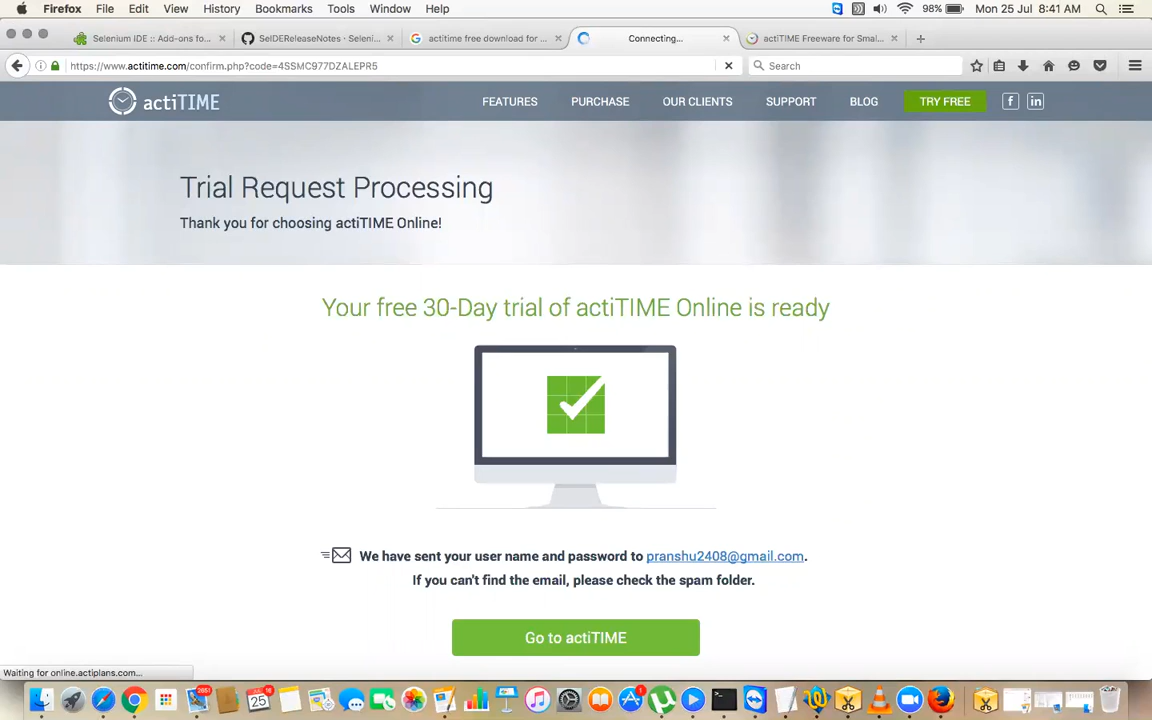 Firefox File Edit View History Bookmarks Tools Window Help 98% Mon 25 Jul 8:41 AM
Selenium IDE :: Add-ons fo... SeIDEReleaseNotes · Seleni... actitime free download for ... Connecting... actiTIME Freeware for Smal...
https://www.actitime.com/confirm.php?code=4SSMC977DZALEPR5 Search
actiTIME FEATURES PURCHASE OUR CLIENTS SUPPORT BLOG TRY FREE f in
Trial Request Processing
Thank you for choosing actiTIME Online!
Your free 30-Day trial of actiTIME Online is ready
We have sent your user name and password to pranshu2408@gmail.com.
If you can't find the email, please check the spam folder.
Go to actiTIME
Waiting for online.actiplans.com...